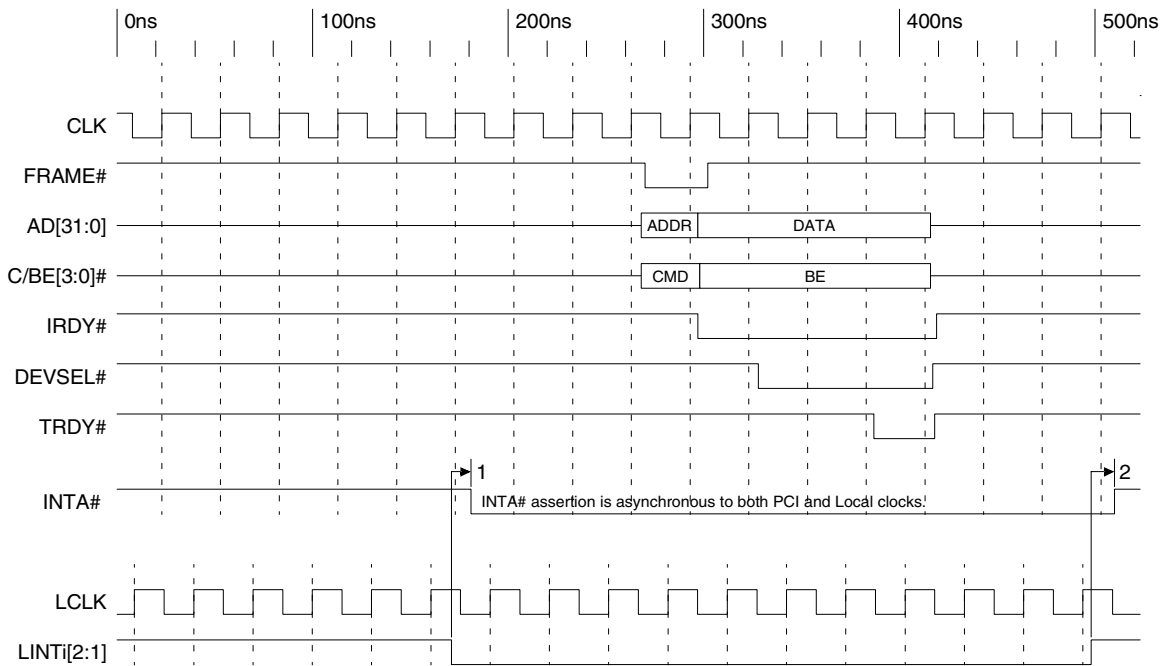 0ns 100ns 200ns 300ns 400ns 500ns
CLK
FRAME#
AD[31:0] ADDR DATA
C/BE[3:0]# CMD BE
IRDY#
DEVSEL#
TRDY#
1 2
INTA# INTA# assertion is asynchronous to both PCI and Local clocks.
LCLK
LINTi[2:1]